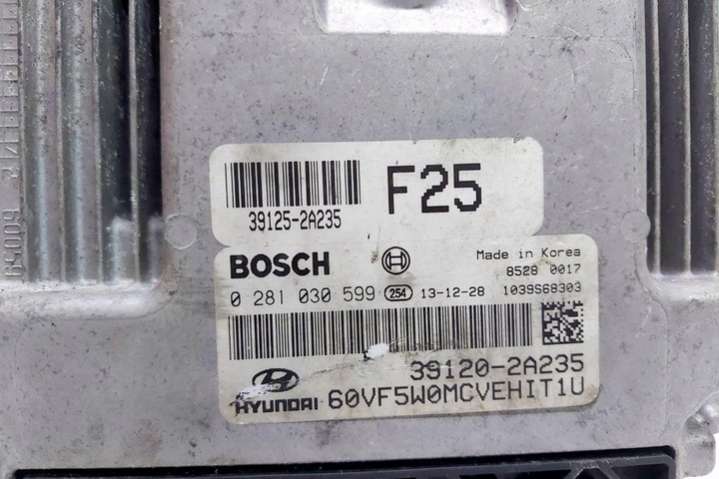 F25
39125-2A235
BOSCH
Made in Korea
8528 0017
0 281 030 599 254 13-12-28 1039S68303
39120-2A235
HYUNDAI 60VF5W0MCVEHIT1U